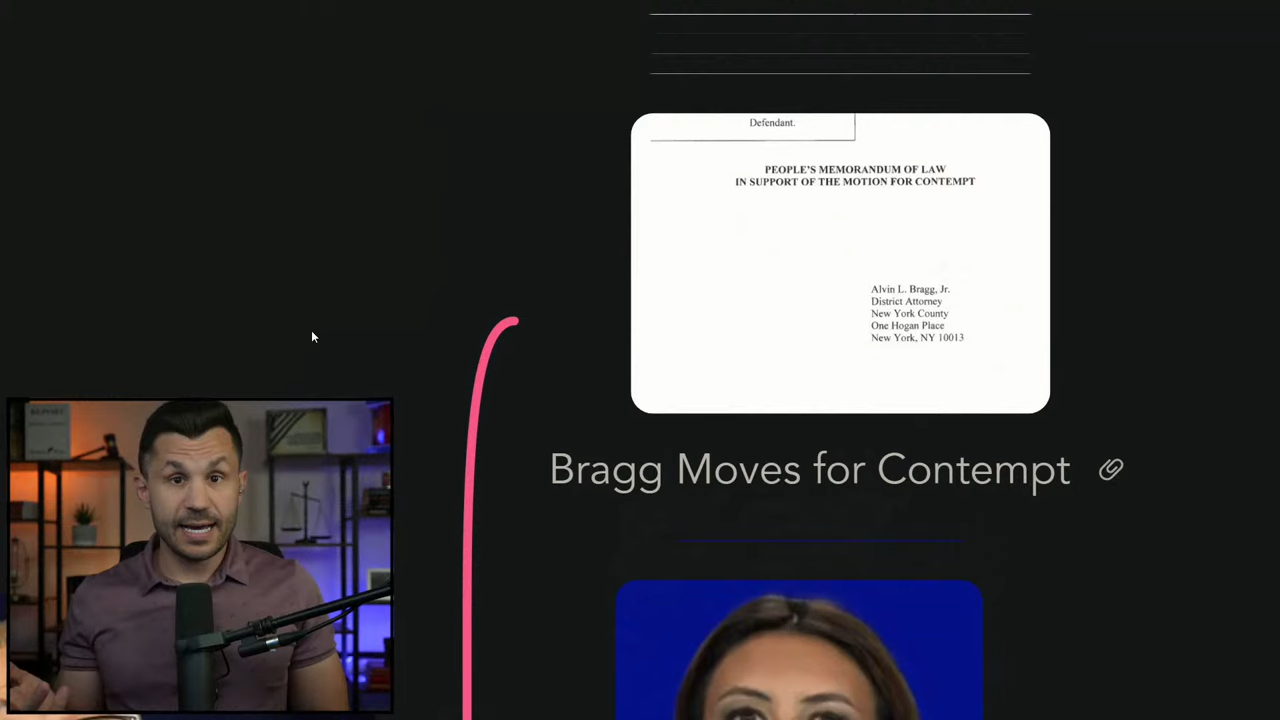 Defendant.
PEOPLE'S MEMORANDUM OF LAW
IN SUPPORT OF THE MOTION FOR CONTEMPT
Alvin L. Bragg, Jr.
District Attorney
New York County
One Hogan Place
New York, NY 10013
Bragg Moves for Contempt
REPORT